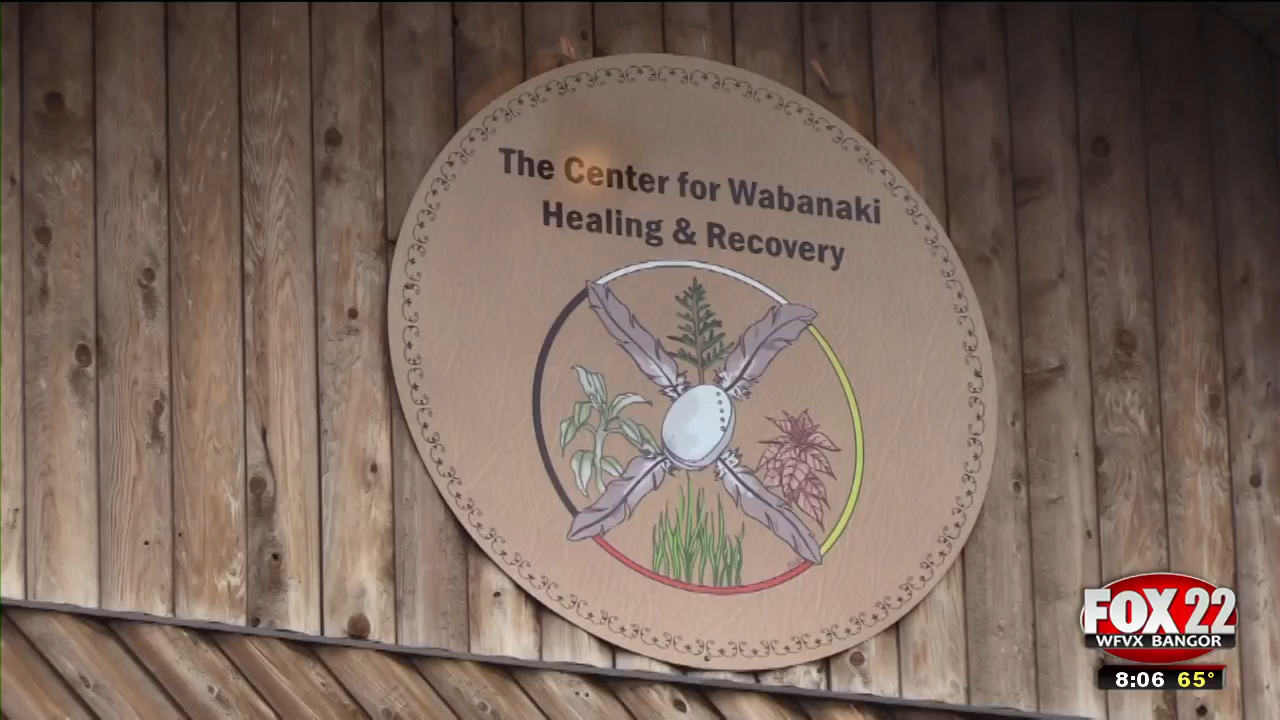 The Center for Wabanaki
Healing & Recovery
FOX 22
WFVX BANGOR
8:06 65°